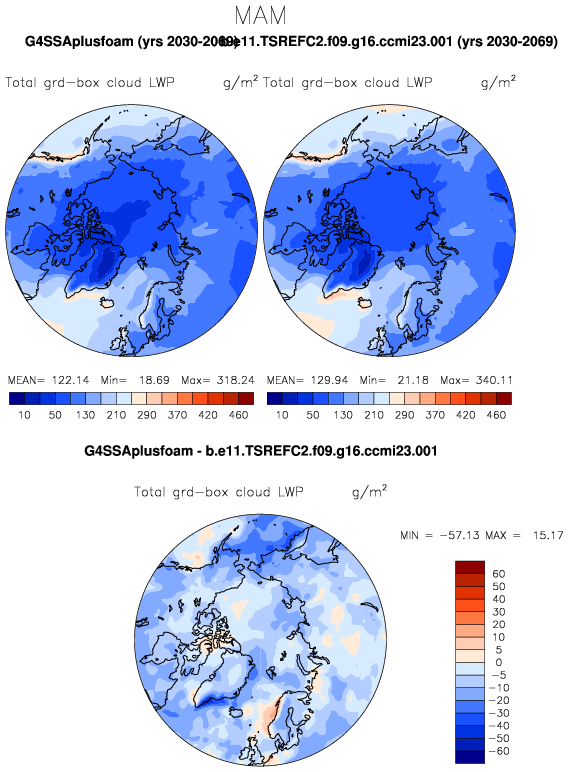 MAM
G4SSAplusfoam (yrs 2030-2069) b.e11.TSREFC2.f09.g16.ccmi23.001 (yrs 2030-2069)
Total grd-box cloud LWP g/m² Total grd-box cloud LWP g/m²
MEAN= 122.14 Min= 18.69 Max= 318.24 MEAN= 129.94 Min= 21.18 Max= 340.11
10 50 130 210 290 370 420 460 10 50 130 210 290 370 420 460
G4SSAplusfoam - b.e11.TSREFC2.f09.g16.ccmi23.001
Total grd-box cloud LWP g/m²
MIN = -57.13 MAX = 15.17
60
50
40
30
20
10
5
0
-5
-10
-20
-30
-40
-50
-60